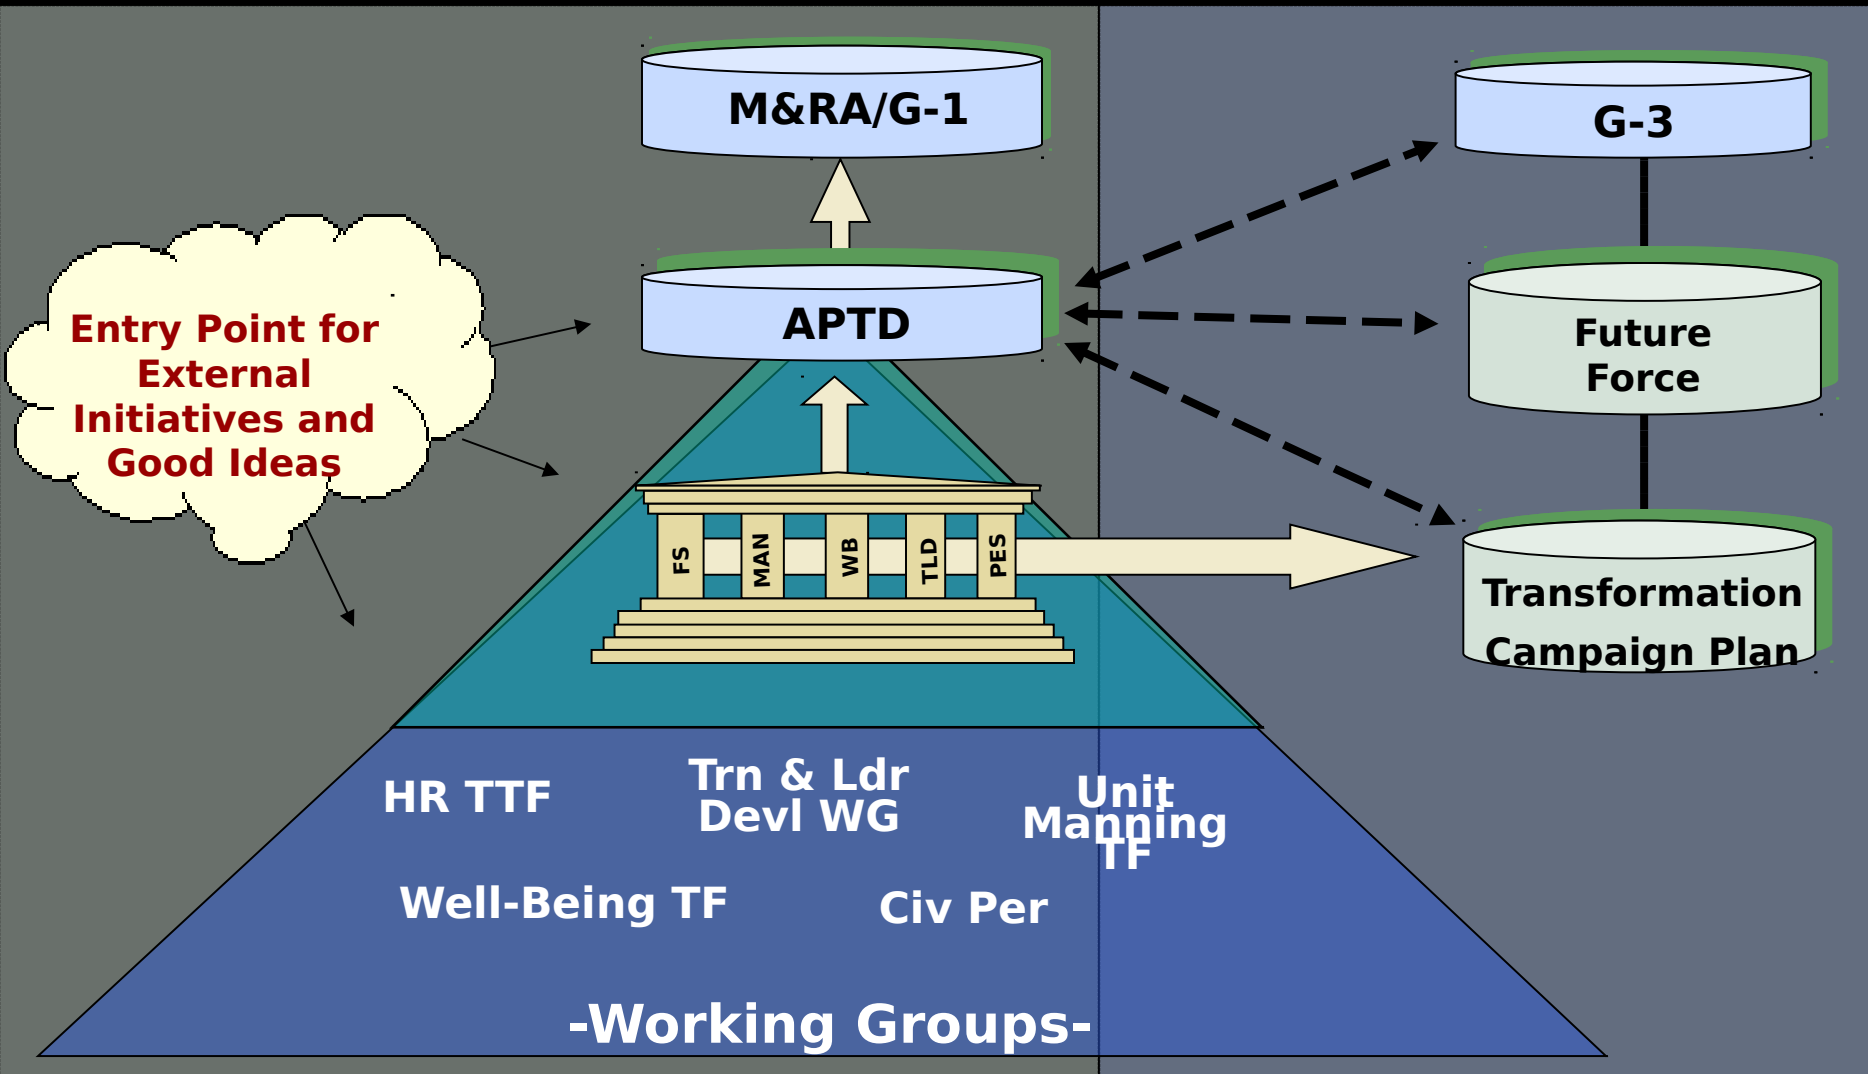 M&RA/G-1
G-3
APTD
Entry Point for
External
Initiatives and
Good Ideas
Future
Force
FS
MAN
WB
TLD
PES
Transformation
Campaign Plan
HR TTF
Trn & Ldr
Devl WG
Unit
Manning
TF
Well-Being TF
Civ Per
-Working Groups-